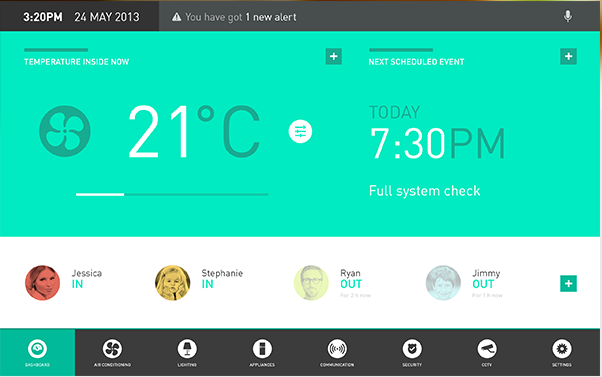 3:20PM 24 MAY 2013
You have got 1 new alert
TEMPERATURE INSIDE NOW
NEXT SCHEDULED EVENT
21°C
TODAY
7:30PM
Full system check
Jessica
IN
Stephanie
IN
Ryan
OUT
For 2 h now
Jimmy
OUT
For 1 h now
DASHBOARD
AIR CONDITIONING
LIGHTING
APPLIANCES
COMMUNICATION
SECURITY
CCTV
SETTINGS